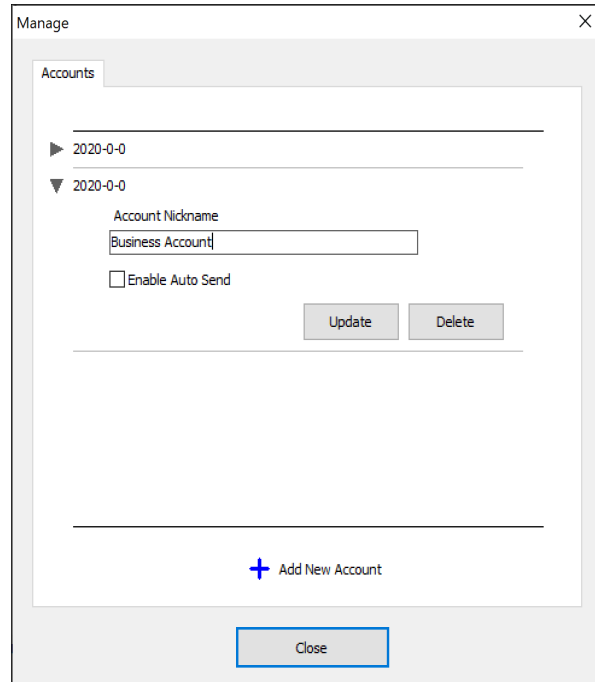 Manage
Accounts
2020-0-0
2020-0-0
Account Nickname
Business Account
Enable Auto Send
Update Delete
Add New Account
Close